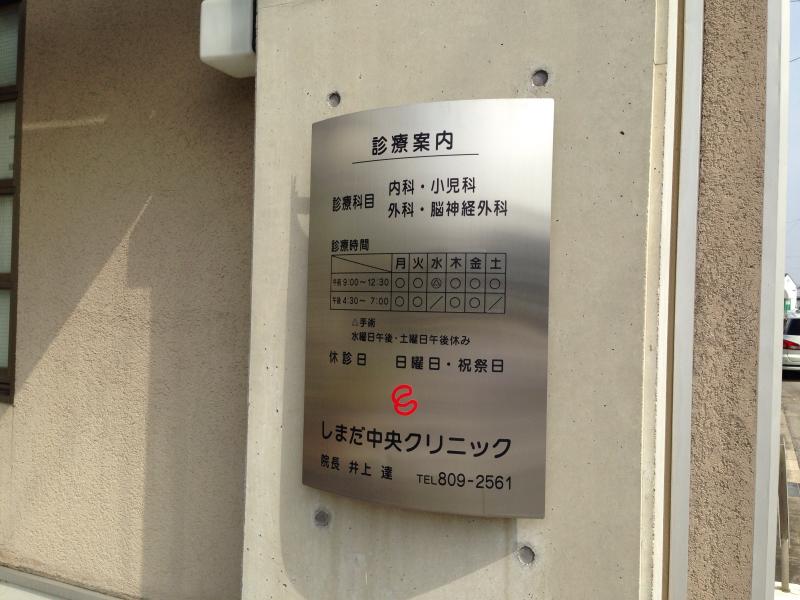 診療案内
診療科目 内科・小児科
外科・脳神経外科
診療時間
月 火 水 木 金 土
午前 9:00〜12:30 ○ ○ △ ○ ○ ○
午後 4:30〜 7:00 ○ ○ ／ ○ ○ ／
△手術
水曜日午後・土曜日午後休み
休診日 日曜日・祝祭日
しまだ中央クリニック
院長 井上 達 TEL809-2561